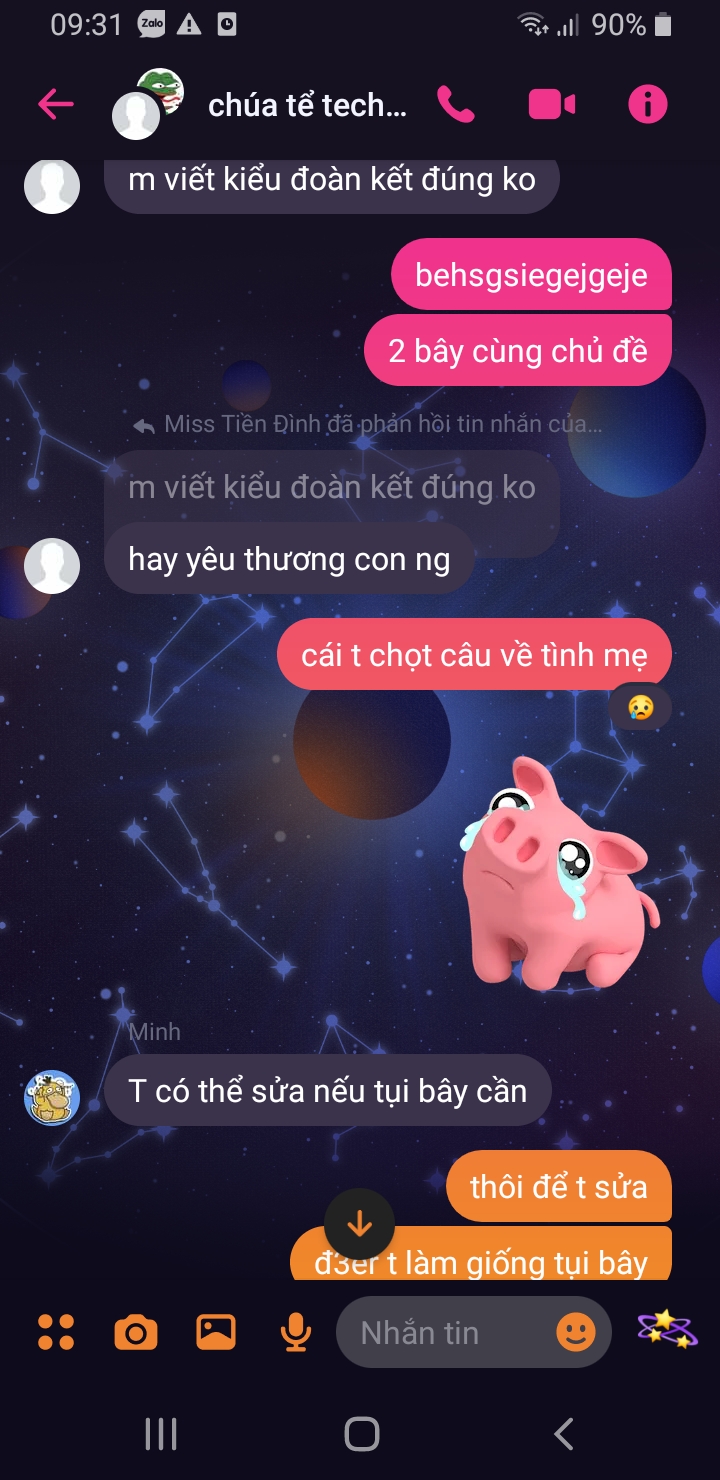 09:31
Zalo
90%
chúa tể tech...
m viết kiểu đoàn kết đúng ko
behsgsiegejgeje
2 bây cùng chủ đề
Miss Tiền Đình đã phản hồi tin nhắn của...
m viết kiểu đoàn kết đúng ko
hay yêu thương con ng
cái t chọt câu về tình mẹ
Minh
T có thể sửa nếu tụi bây cần
thôi để t sửa
đ3er t làm giống tụi bây
Nhắn tin